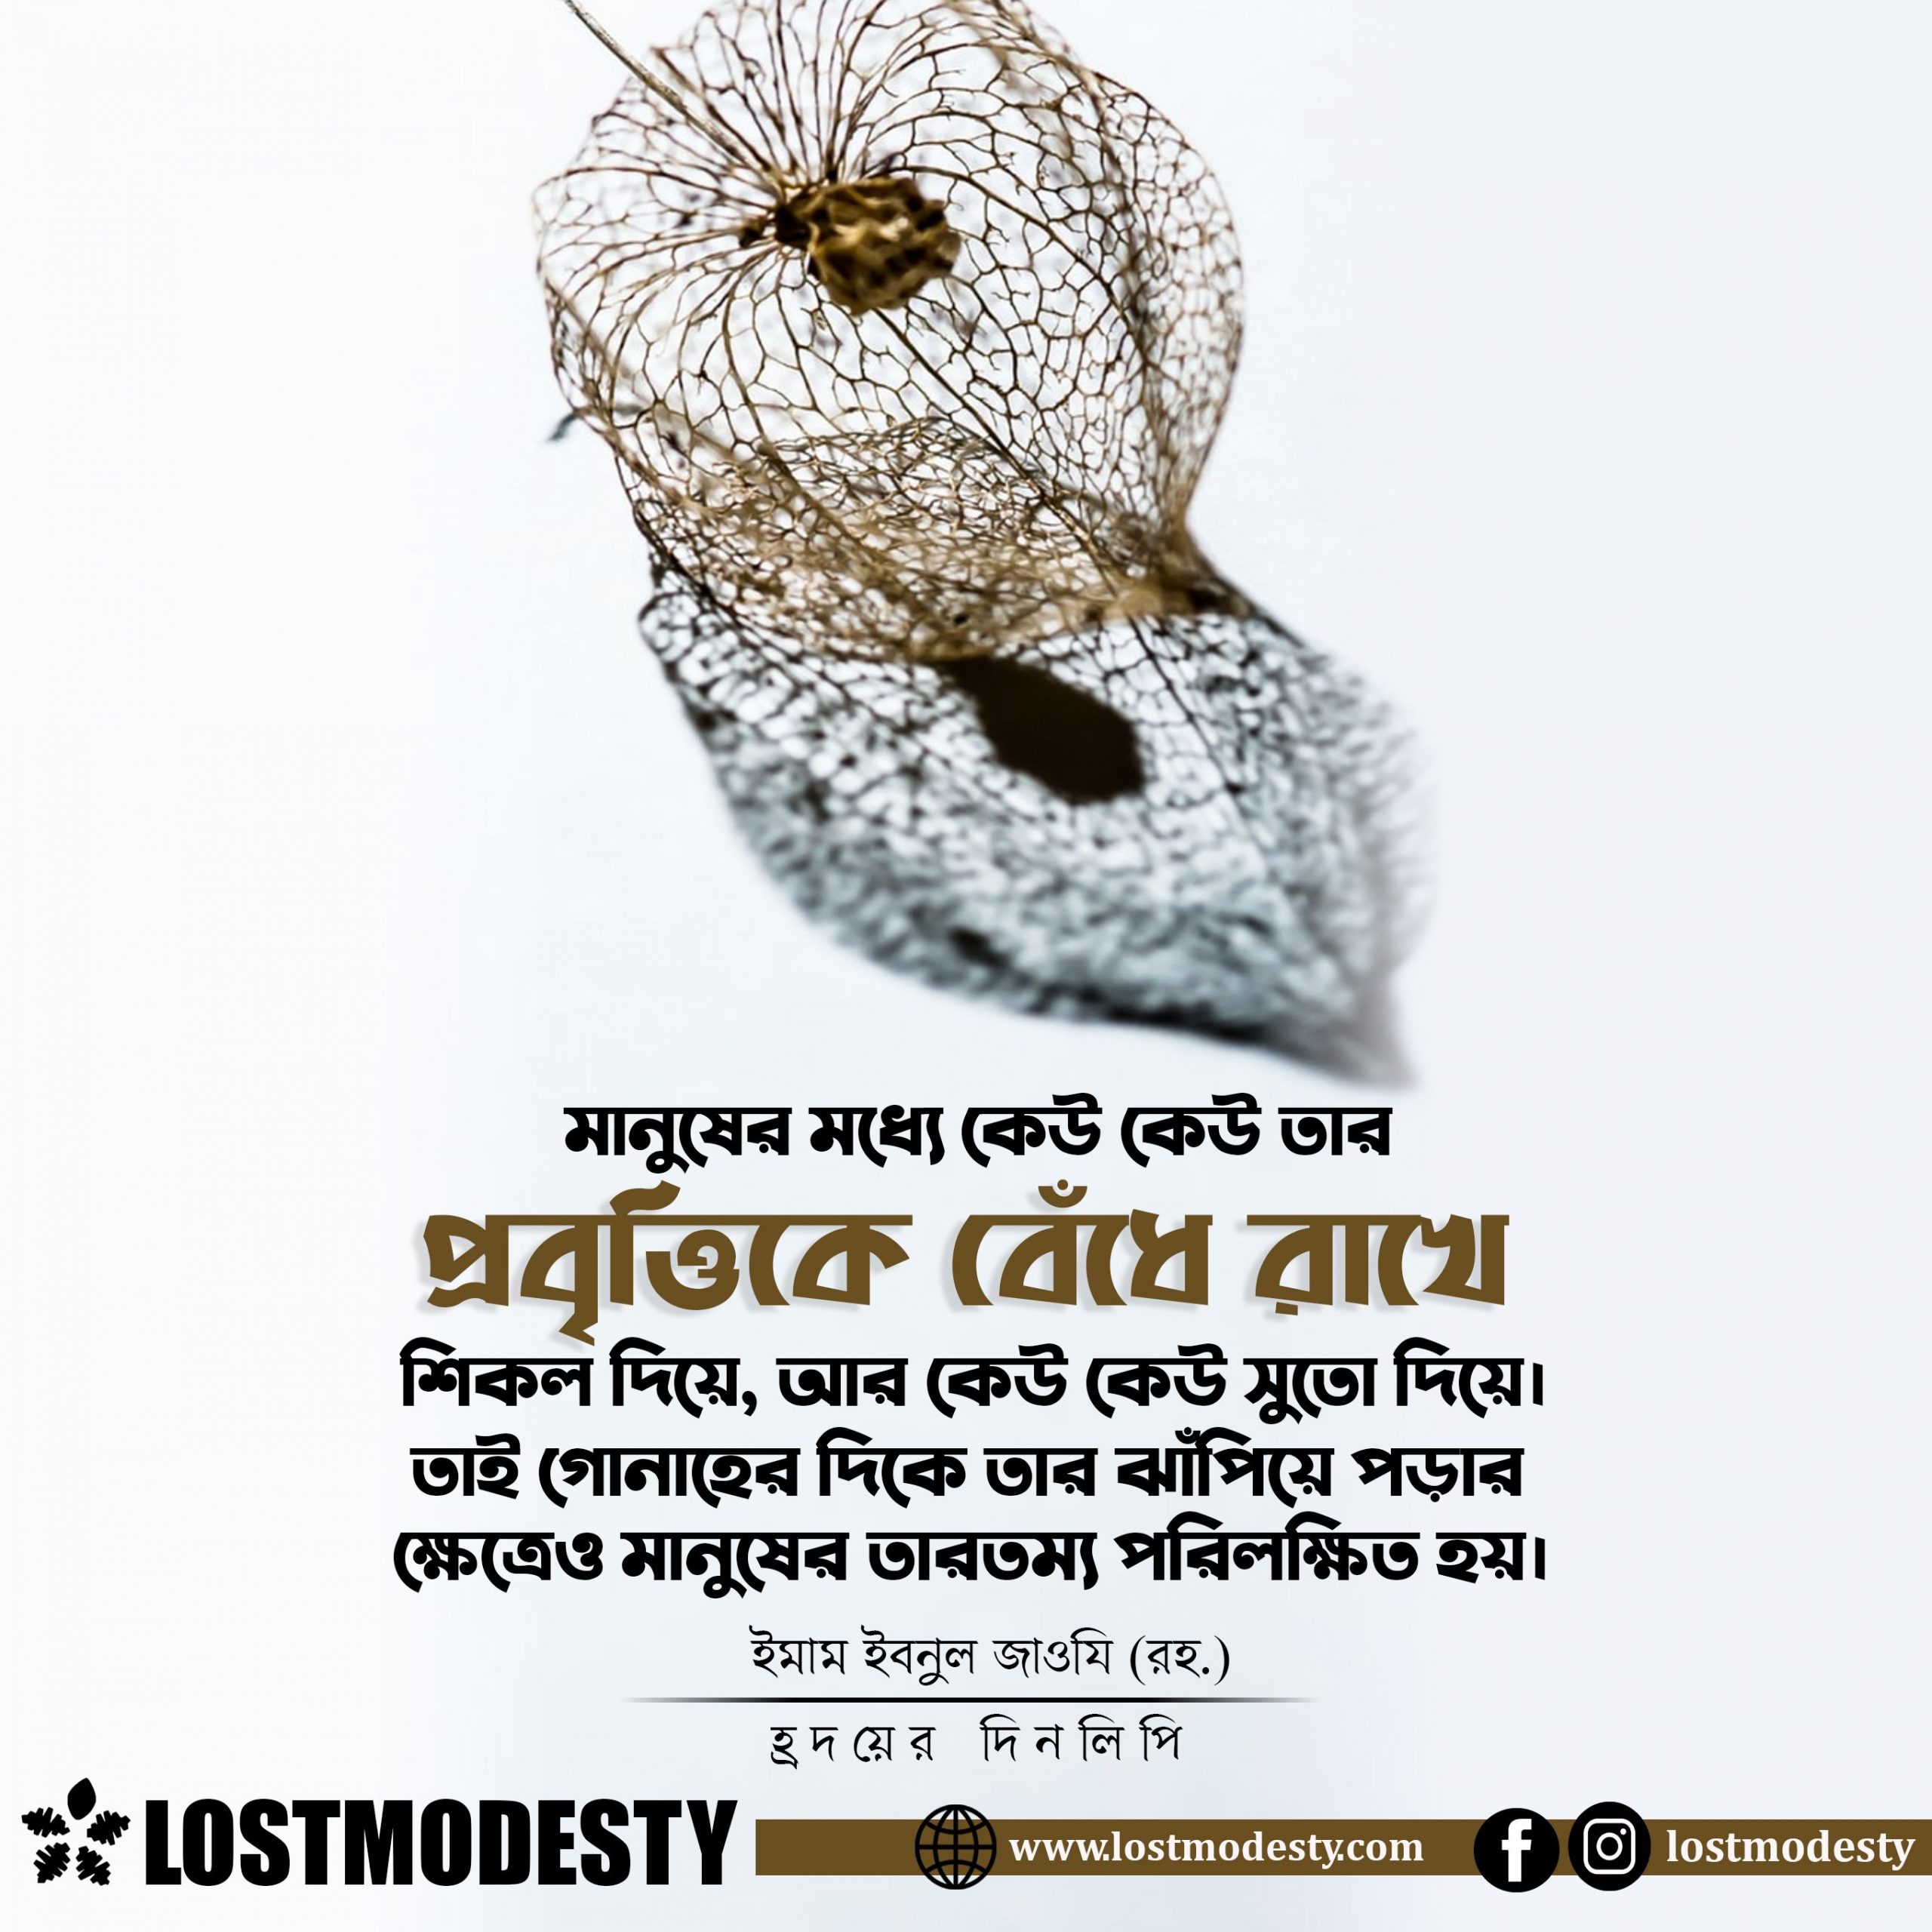 মানুষের মধ্যে কেউ কেউ তার
প্রবৃত্তিকে বেঁধে রাখে
শিকল দিয়ে, আর কেউ কেউ সুতো দিয়ে।
তাই গোনাহের দিকে তার ঝাঁপিয়ে পড়ার
ক্ষেত্রেও মানুষের তারতম্য পরিলক্ষিত হয়।
ইমাম ইবনুল জাওযি (রহ.)
হৃদয়ের দিনলিপি
LOSTMODESTY www.lostmodesty.com lostmodesty